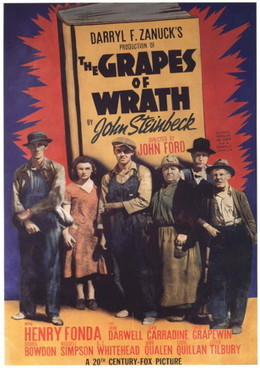 DARRYL F. ZANUCK'S
PRODUCTION OF
THE GRAPES
OF
WRATH
BY John Steinbeck
DIRECTED BY
JOHN FORD
HENRY FONDA
DARWELL CARRADINE GRAPEWIN
BOWDON SIMPSON WHITEHEAD QUALEN QUILLAN TILBURY
A 20TH CENTURY-FOX PICTURE